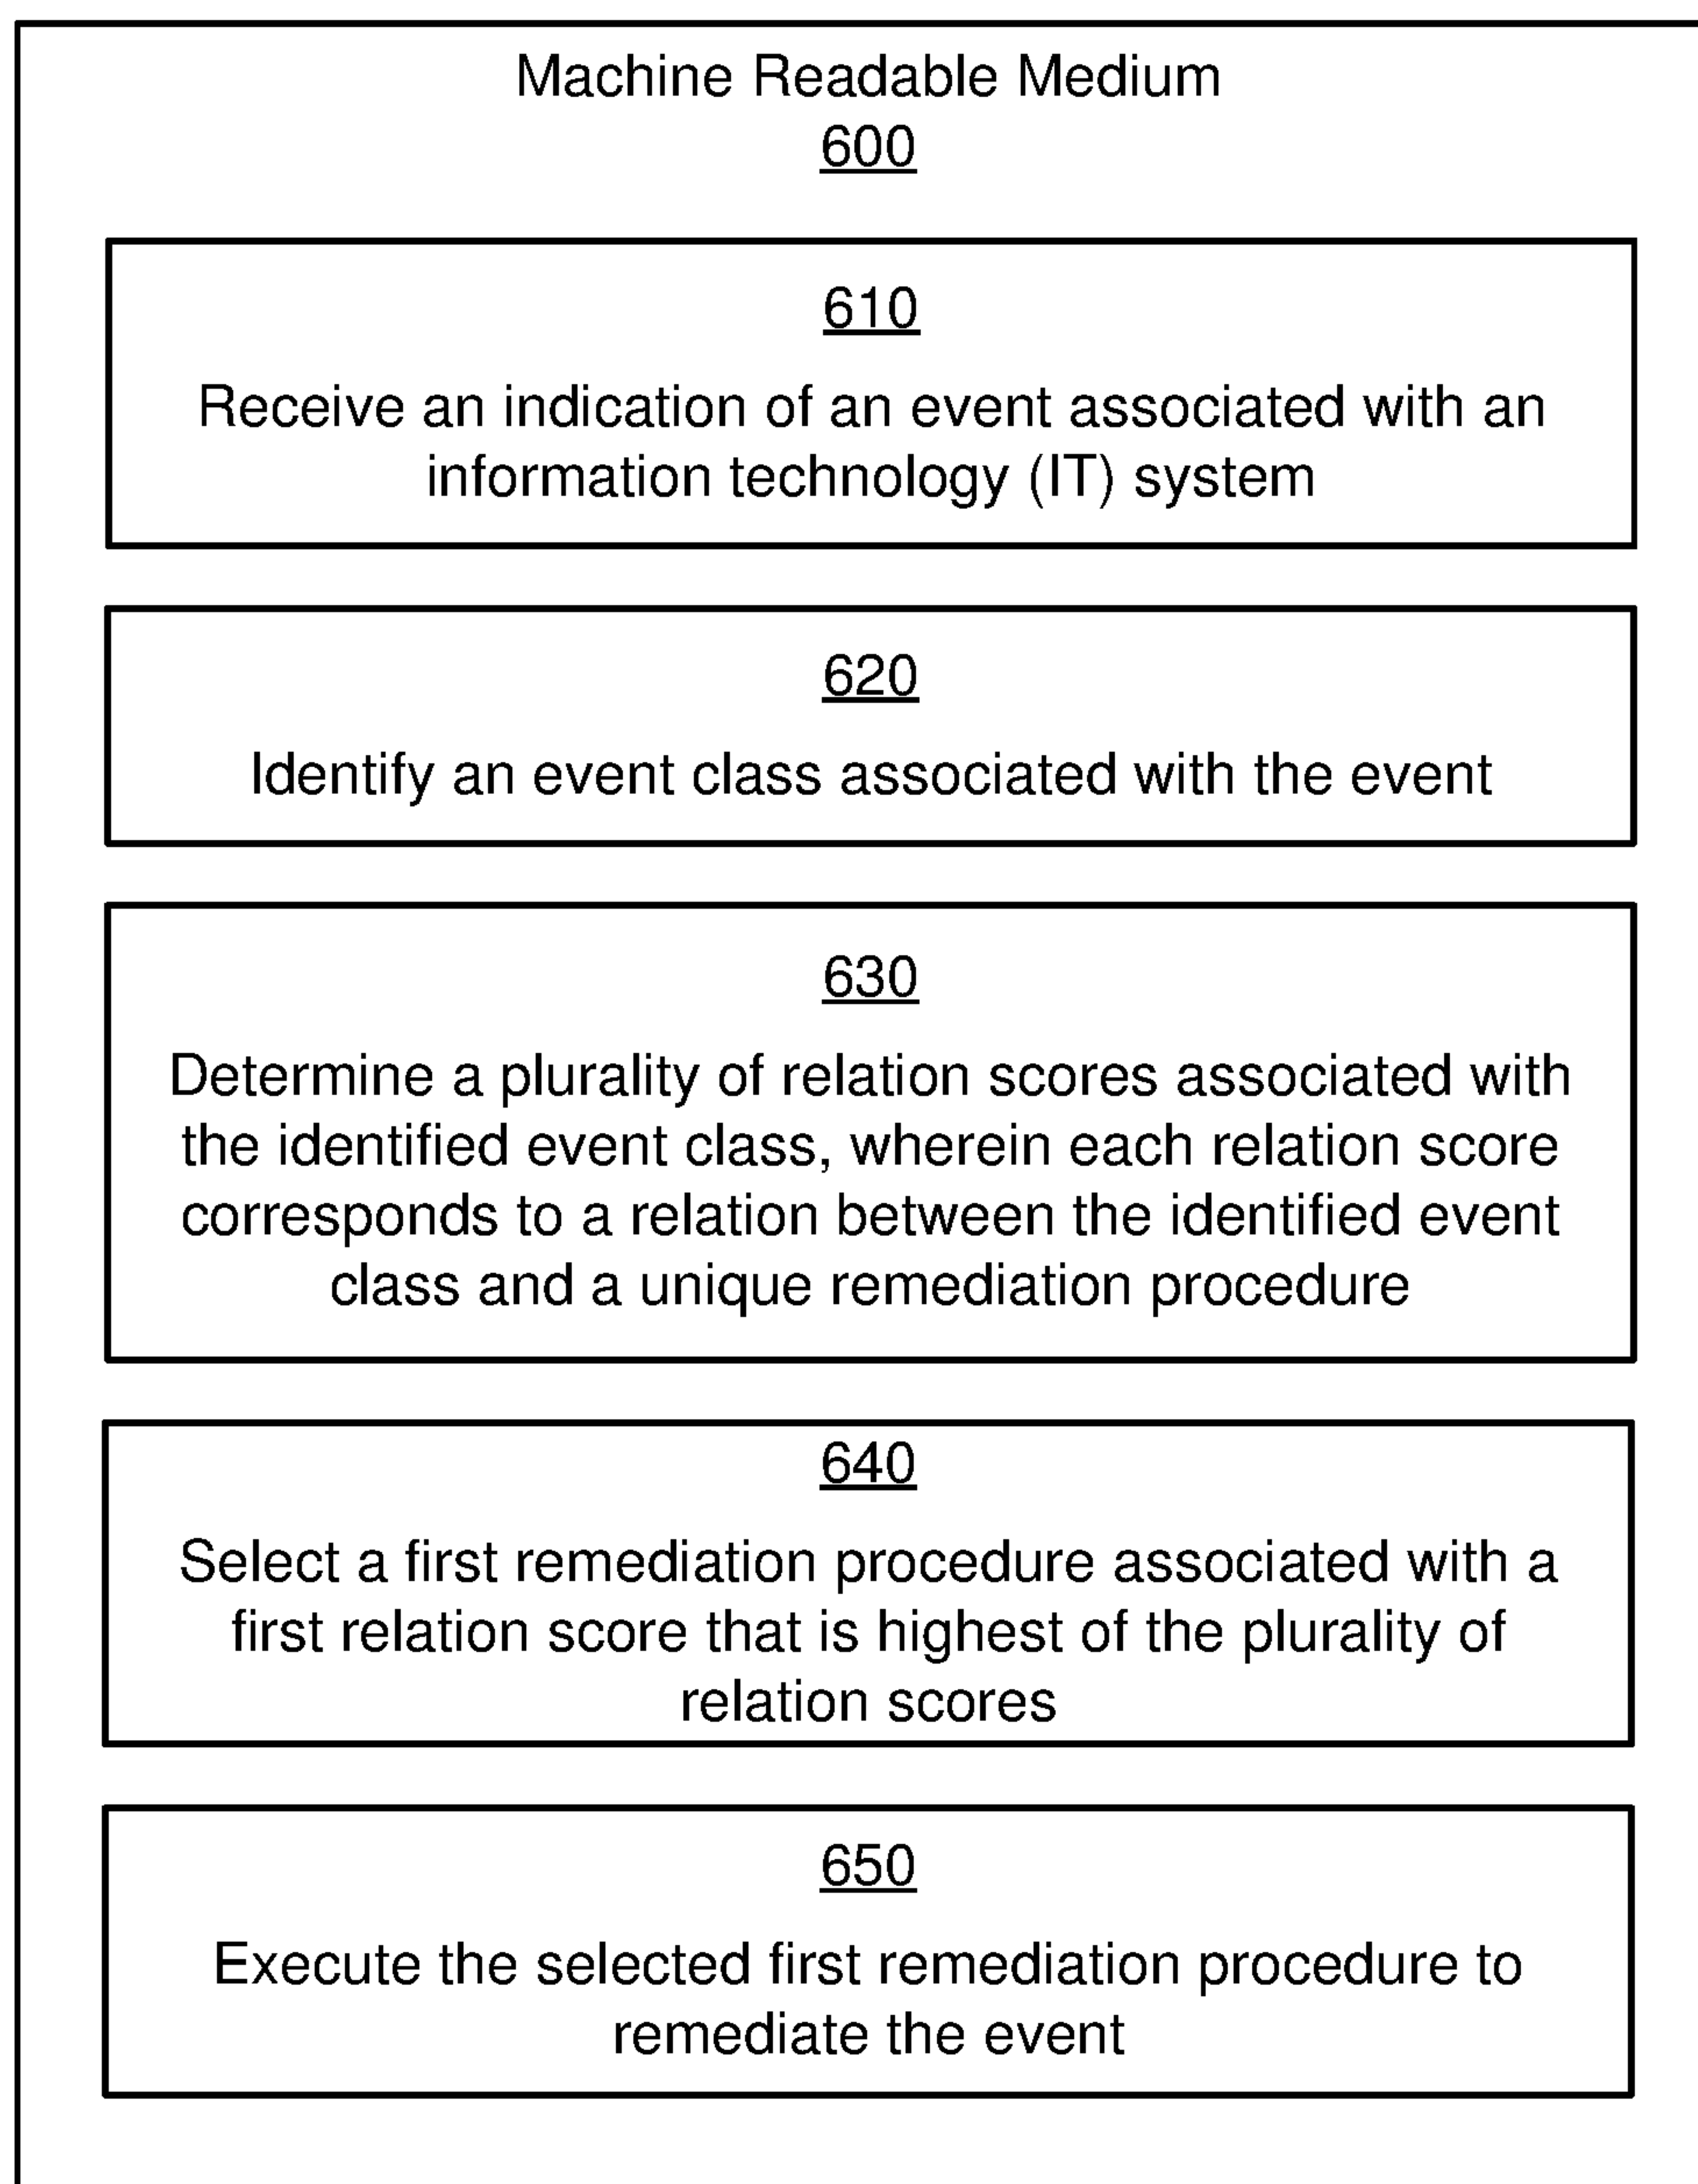 Machine Readable Medium
600
610
Receive an indication of an event associated with an
information technology (IT) system
620
Identify an event class associated with the event
630
Determine a plurality of relation scores associated with
the identified event class, wherein each relation score
corresponds to a relation between the identified event
class and a unique remediation procedure
640
Select a first remediation procedure associated with a
first relation score that is highest of the plurality of
relation scores
650
Execute the selected first remediation procedure to
remediate the event